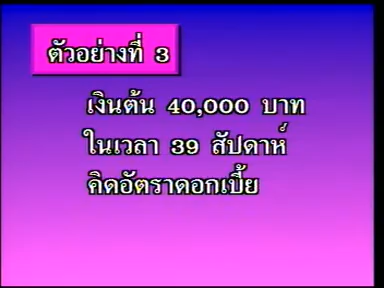 ตัวอย่างที่ 3
เงินต้น 40,000 บาท
ในเวลา 39 สัปดาห์
คิดอัตราดอกเบี้ย